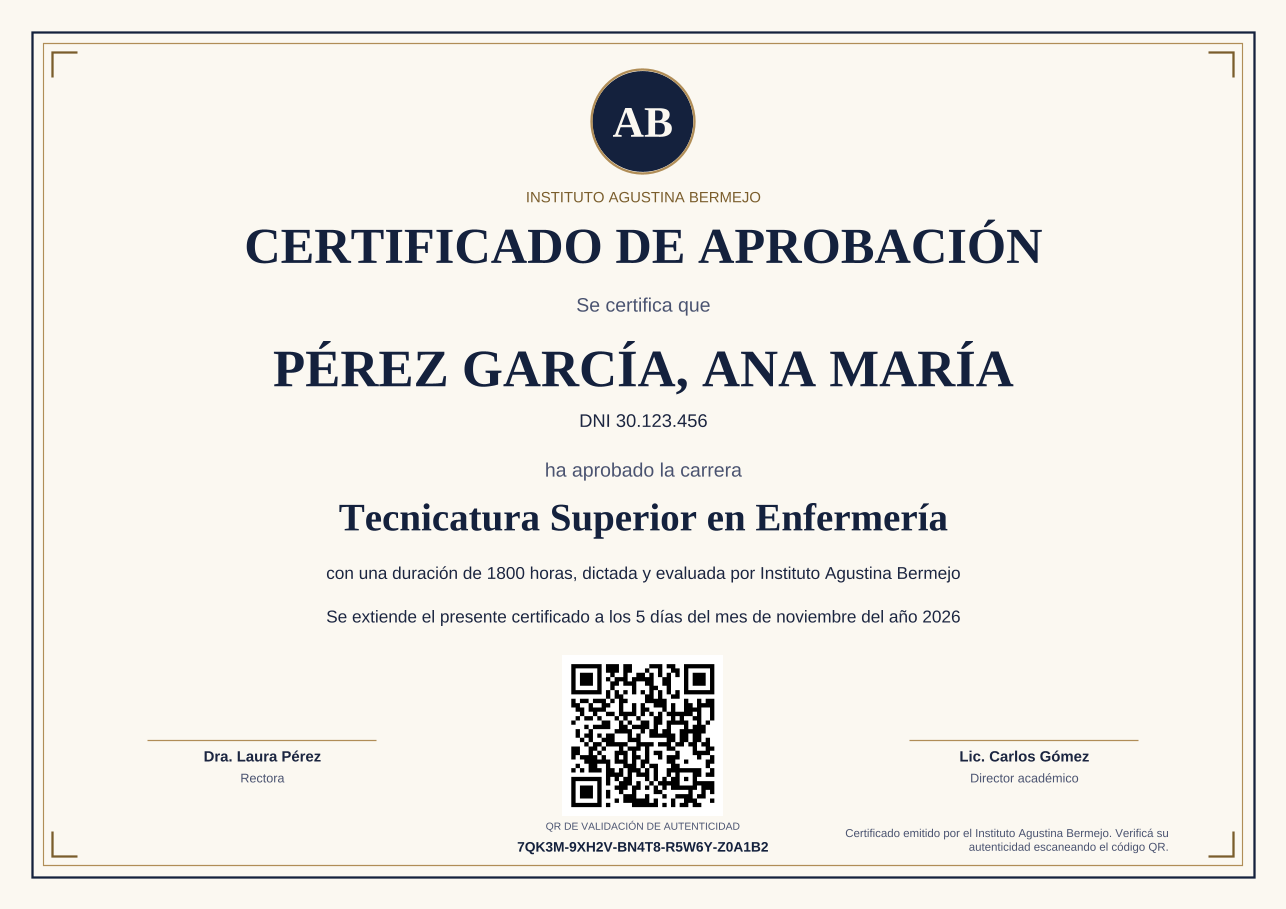 AB
INSTITUTO AGUSTINA BERMEJO
CERTIFICADO DE APROBACIÓN
Se certifica que
PÉREZ GARCÍA, ANA MARÍA
DNI 30.123.456
ha aprobado la carrera
Tecnicatura Superior en Enfermería
con una duración de 1800 horas, dictada y evaluada por Instituto Agustina Bermejo
Se extiende el presente certificado a los 5 días del mes de noviembre del año 2026
Dra. Laura Pérez
Rectora
Lic. Carlos Gómez
Director académico
QR DE VALIDACIÓN DE AUTENTICIDAD
7QK3M-9XH2V-BN4T8-R5W6Y-Z0A1B2
Certificado emitido por el Instituto Agustina Bermejo. Verificá su
autenticidad escaneando el código QR.